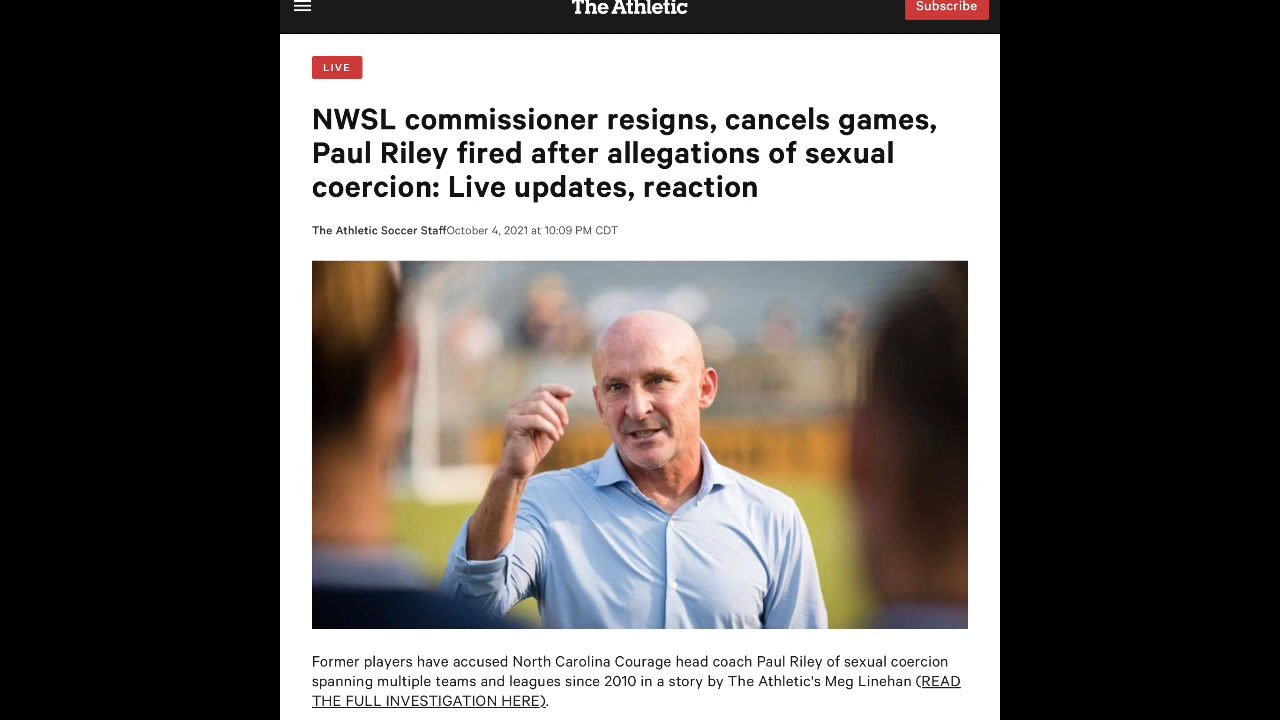 The Athletic
Subscribe
LIVE
NWSL commissioner resigns, cancels games,
Paul Riley fired after allegations of sexual
coercion: Live updates, reaction
The Athletic Soccer StaffOctober 4, 2021 at 10:09 PM CDT
Former players have accused North Carolina Courage head coach Paul Riley of sexual coercion
spanning multiple teams and leagues since 2010 in a story by The Athletic's Meg Linehan (READ
THE FULL INVESTIGATION HERE).